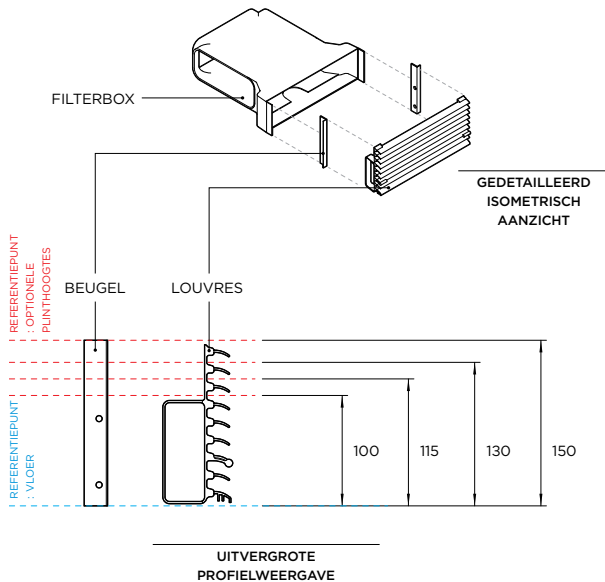 FILTERBOX
GEDETAILLEERD
ISOMETRISCH
AANZICHT
REFERENTIEPUNT
: OPTIONELE
PLINTHOOGTES
BEUGEL
LOUVRES
REFERENTIEPUNT
: VLOER
100
115
130
150
UITVERGROTE
PROFIELWEERGAVE